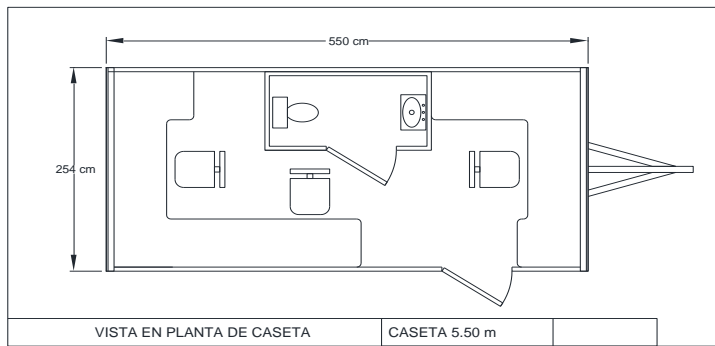 550 cm
254 cm
VISTA EN PLANTA DE CASETA
CASETA 5.50 m